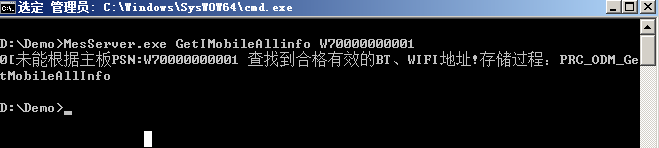 选定 管理员: C:\Windows\SysWOW64\cmd.exe
D:\Demo>MesServer.exe GetIMobileAllinfo W70000000001
0[未能根据主板PSN:W70000000001 查找到合格有效的BT、WIFI地址!存储过程: PRC_ODM_Ge
tMobileAllInfo
D:\Demo>_